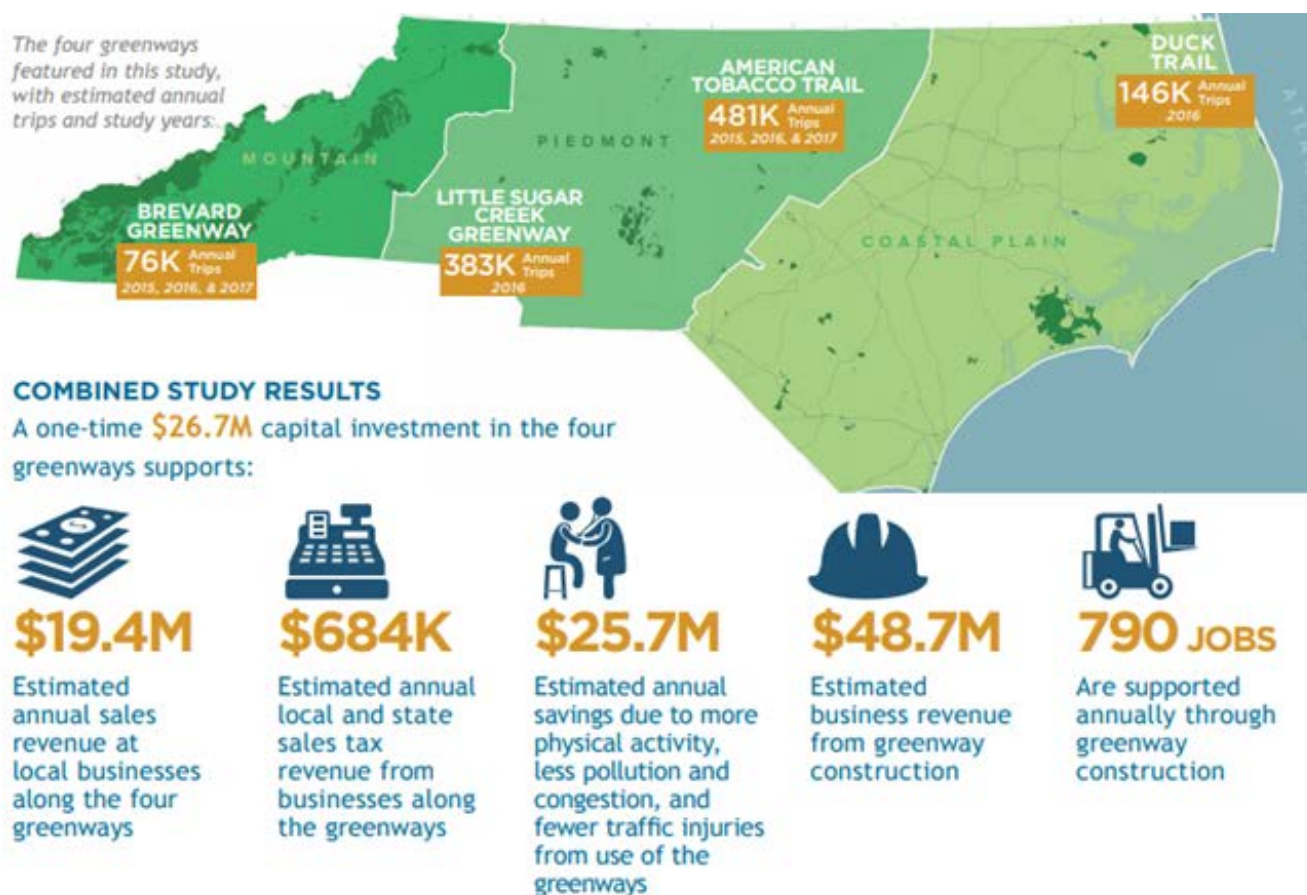 The four greenways
featured in this study,
with estimated annual
trips and study years.
MOUNTAIN
BREVARD
GREENWAY
76K Annual
Trips
2015, 2016, & 2017
PIEDMONT
LITTLE SUGAR
CREEK
GREENWAY
383K Annual
Trips
2016
AMERICAN
TOBACCO TRAIL
481K Annual
Trips
2015, 2016, & 2017
COASTAL PLAIN
DUCK
TRAIL
146K Annual
Trips
2016
COMBINED STUDY RESULTS
A one-time $26.7M capital investment in the four
greenways supports:
$19.4M
Estimated
annual sales
revenue at
local businesses
along the four
greenways
$684K
Estimated annual
local and state
sales tax
revenue from
businesses along
the greenways
$25.7M
Estimated annual
savings due to more
physical activity,
less pollution and
congestion, and
fewer traffic injuries
from use of the
greenways
$48.7M
Estimated
business revenue
from greenway
construction
790 JOBS
Are supported
annually through
greenway
construction